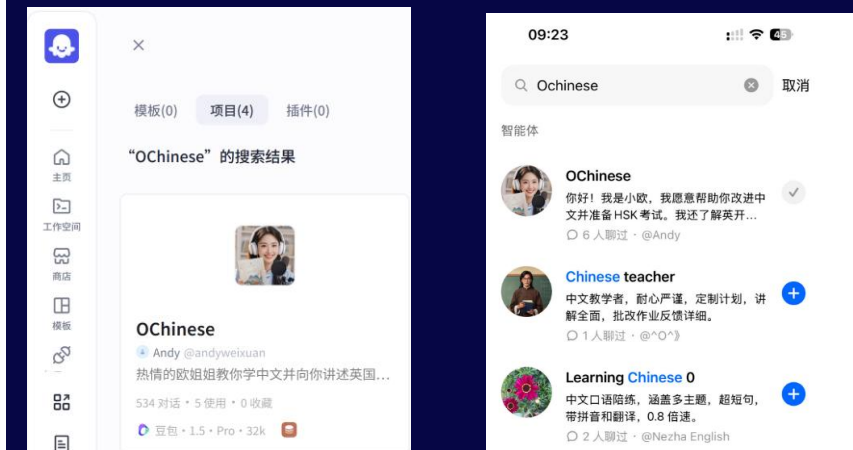 主页
工作空间
商店
模板
模板(0) 项目(4) 插件(0)
“OChinese”的搜索结果
OChinese
Andy @andyweixuan
热情的欧姐姐教你学中文并向你讲述英国...
534 对话 · 5 使用 · 0 收藏
豆包 · 1.5 · Pro · 32k
09:23
45
Ochinese 取消
智能体
OChinese
你好！我是小欧，我愿意帮助你改进中
文并准备HSK考试。我还了解英开...
6 人聊过 · @Andy
Chinese teacher
中文教学者，耐心严谨，定制计划，讲
解全面，批改作业反馈详细。
1 人聊过 · @^O^》
Learning Chinese 0
中文口语陪练，涵盖多主题，超短句，
带拼音和翻译，0.8 倍速。
2 人聊过 · @Nezha English